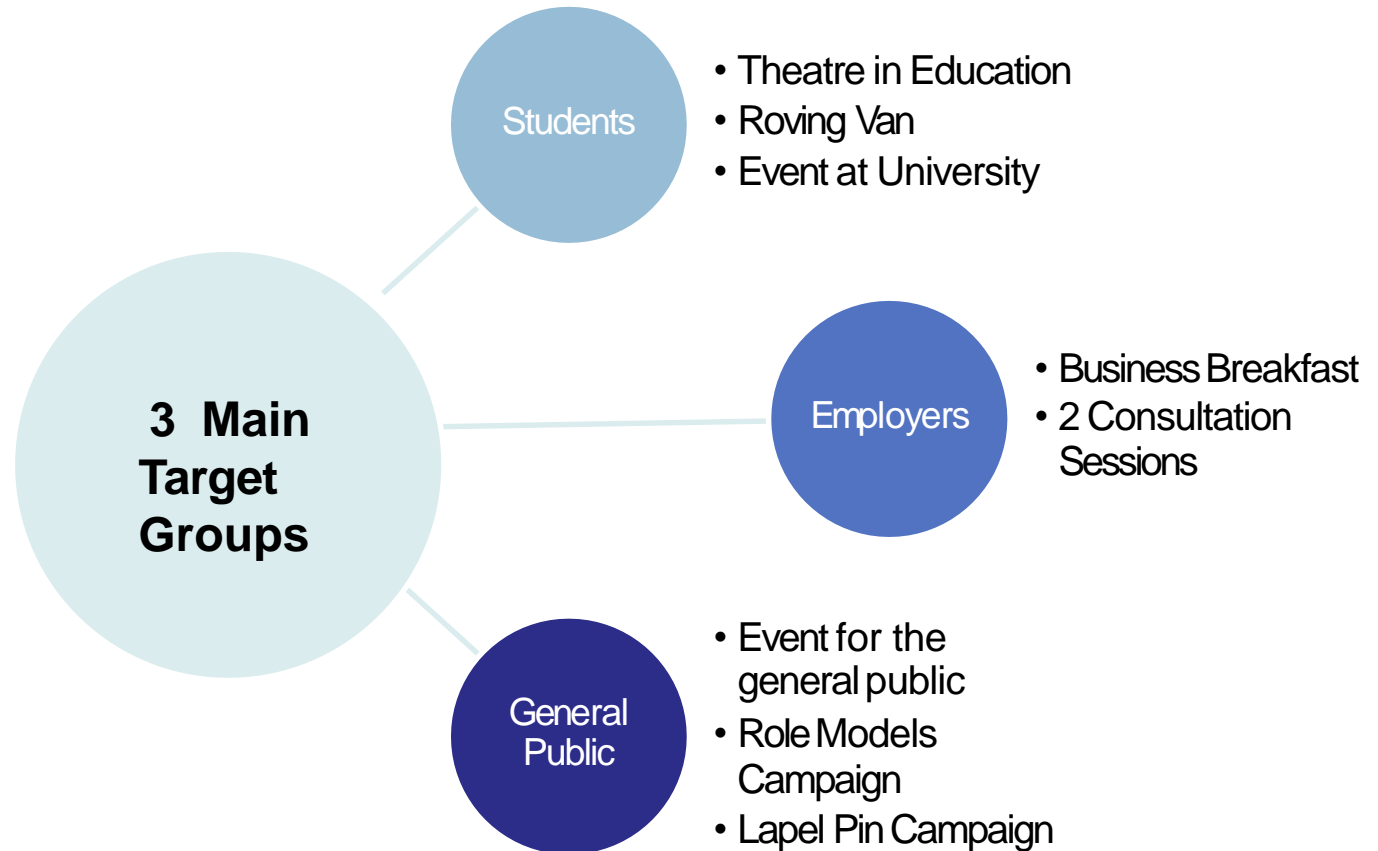 3 Main
Target
Groups
Students
• Theatre in Education
• Roving Van
• Event at University
Employers
• Business Breakfast
• 2 Consultation
Sessions
General
Public
• Event for the
general public
• Role Models
Campaign
• Lapel Pin Campaign